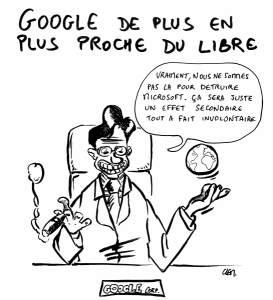 GOOGLE DE PLUS EN
PLUS PROCHE DU LIBRE
VRAIMENT, NOUS NE SOMMES
PAS LA POUR DETRUIRE
MICROSOFT. ÇA SERA JUSTE
UN EFFET SECONDAIRE
TOUT A FAIT INVOLONTAIRE
GOOGLE CORP.